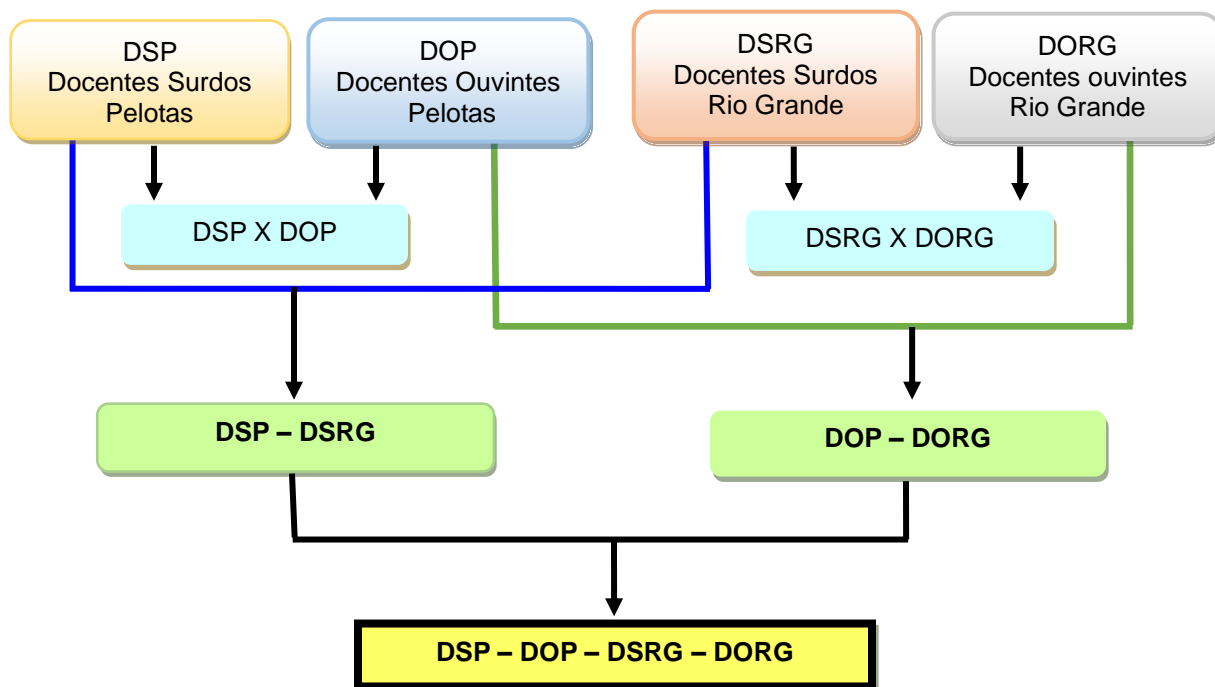 DSP
Docentes Surdos
Pelotas
DOP
Docentes Ouvintes
Pelotas
DSRG
Docentes Surdos
Rio Grande
DORG
Docentes ouvintes
Rio Grande
DSP X DOP
DSRG X DORG
DSP – DSRG
DOP – DORG
DSP – DOP – DSRG – DORG